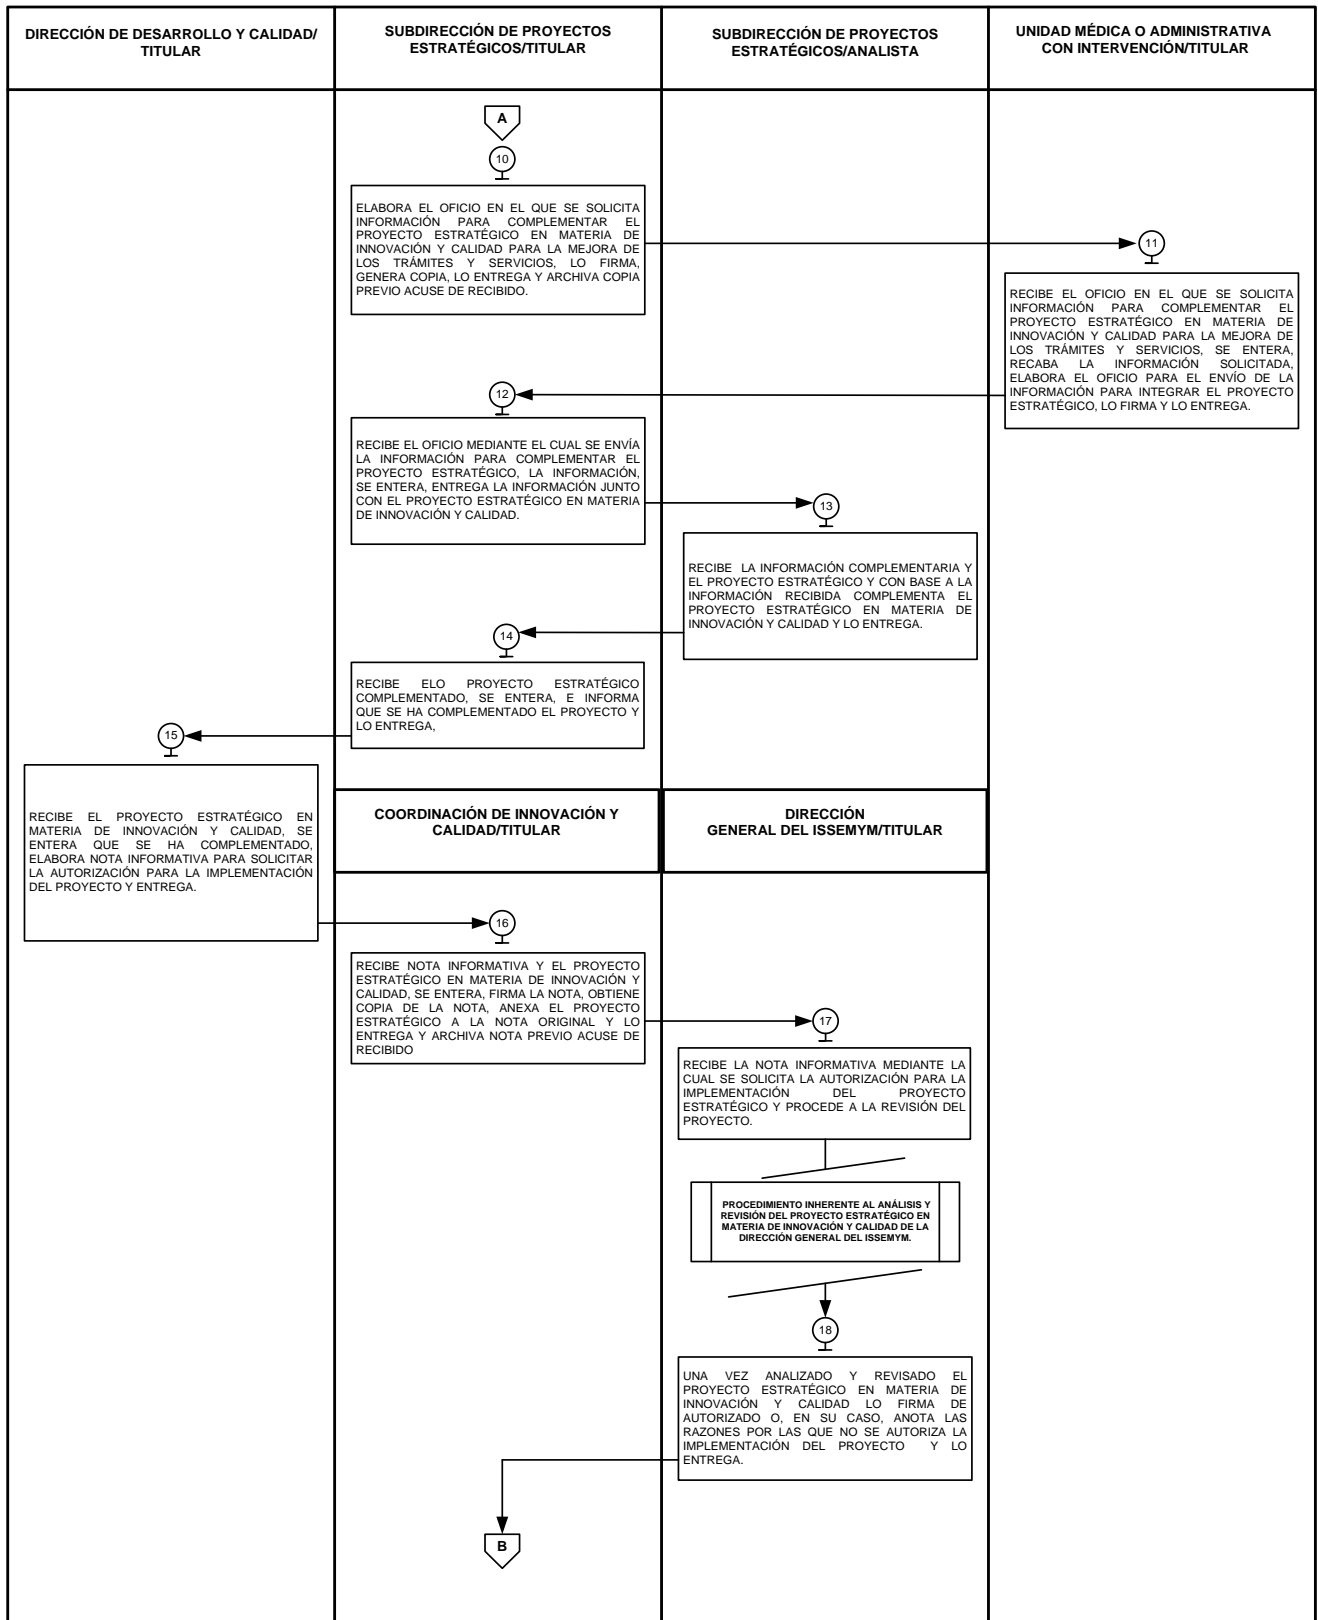 DIRECCIÓN DE DESARROLLO Y CALIDAD/
TITULAR
SUBDIRECCIÓN DE PROYECTOS
ESTRATÉGICOS/TITULAR
SUBDIRECCIÓN DE PROYECTOS
ESTRATÉGICOS/ANALISTA
UNIDAD MÉDICA O ADMINISTRATIVA
CON INTERVENCIÓN/TITULAR
A
10
ELABORA EL OFICIO EN EL QUE SE SOLICITA
INFORMACIÓN PARA COMPLEMENTAR EL
PROYECTO ESTRATÉGICO EN MATERIA DE
INNOVACIÓN Y CALIDAD PARA LA MEJORA DE
LOS TRÁMITES Y SERVICIOS, LO FIRMA,
GENERA COPIA, LO ENTREGA Y ARCHIVA COPIA
PREVIO ACUSE DE RECIBIDO.
11
RECIBE EL OFICIO EN EL QUE SE SOLICITA
INFORMACIÓN PARA COMPLEMENTAR EL
PROYECTO ESTRATÉGICO EN MATERIA DE
INNOVACIÓN Y CALIDAD PARA LA MEJORA DE
LOS TRÁMITES Y SERVICIOS, SE ENTERA,
RECABA LA INFORMACIÓN SOLICITADA,
ELABORA EL OFICIO PARA EL ENVÍO DE LA
INFORMACIÓN PARA INTEGRAR EL PROYECTO
ESTRATÉGICO, LO FIRMA Y LO ENTREGA.
12
RECIBE EL OFICIO MEDIANTE EL CUAL SE ENVÍA
LA INFORMACIÓN PARA COMPLEMENTAR EL
PROYECTO ESTRATÉGICO, LA INFORMACIÓN,
SE ENTERA, ENTREGA LA INFORMACIÓN JUNTO
CON EL PROYECTO ESTRATÉGICO EN MATERIA
DE INNOVACIÓN Y CALIDAD.
13
RECIBE LA INFORMACIÓN COMPLEMENTARIA Y
EL PROYECTO ESTRATÉGICO Y CON BASE A LA
INFORMACIÓN RECIBIDA COMPLEMENTA EL
PROYECTO ESTRATÉGICO EN MATERIA DE
INNOVACIÓN Y CALIDAD Y LO ENTREGA.
14
RECIBE ELO PROYECTO ESTRATÉGICO
COMPLEMENTADO, SE ENTERA, E INFORMA
QUE SE HA COMPLEMENTADO EL PROYECTO Y
LO ENTREGA,
15
RECIBE EL PROYECTO ESTRATÉGICO EN
MATERIA DE INNOVACIÓN Y CALIDAD, SE
ENTERA QUE SE HA COMPLEMENTADO,
ELABORA NOTA INFORMATIVA PARA SOLICITAR
LA AUTORIZACIÓN PARA LA IMPLEMENTACIÓN
DEL PROYECTO Y ENTREGA.
COORDINACIÓN DE INNOVACIÓN Y
CALIDAD/TITULAR
DIRECCIÓN
GENERAL DEL ISSEMYM/TITULAR
16
RECIBE NOTA INFORMATIVA Y EL PROYECTO
ESTRATÉGICO EN MATERIA DE INNOVACIÓN Y
CALIDAD, SE ENTERA, FIRMA LA NOTA, OBTIENE
COPIA DE LA NOTA, ANEXA EL PROYECTO
ESTRATÉGICO A LA NOTA ORIGINAL Y LO
ENTREGA Y ARCHIVA NOTA PREVIO ACUSE DE
RECIBIDO
17
RECIBE LA NOTA INFORMATIVA MEDIANTE LA
CUAL SE SOLICITA LA AUTORIZACIÓN PARA LA
IMPLEMENTACIÓN DEL PROYECTO
ESTRATÉGICO Y PROCEDE A LA REVISIÓN DEL
PROYECTO.
PROCEDIMIENTO INHERENTE AL ANÁLISIS Y
REVISIÓN DEL PROYECTO ESTRATÉGICO EN
MATERIA DE INNOVACIÓN Y CALIDAD DE LA
DIRECCIÓN GENERAL DEL ISSEMYM.
18
UNA VEZ ANALIZADO Y REVISADO EL
PROYECTO ESTRATÉGICO EN MATERIA DE
INNOVACIÓN Y CALIDAD LO FIRMA DE
AUTORIZADO O, EN SU CASO, ANOTA LAS
RAZONES POR LAS QUE NO SE AUTORIZA LA
IMPLEMENTACIÓN DEL PROYECTO Y LO
ENTREGA.
B